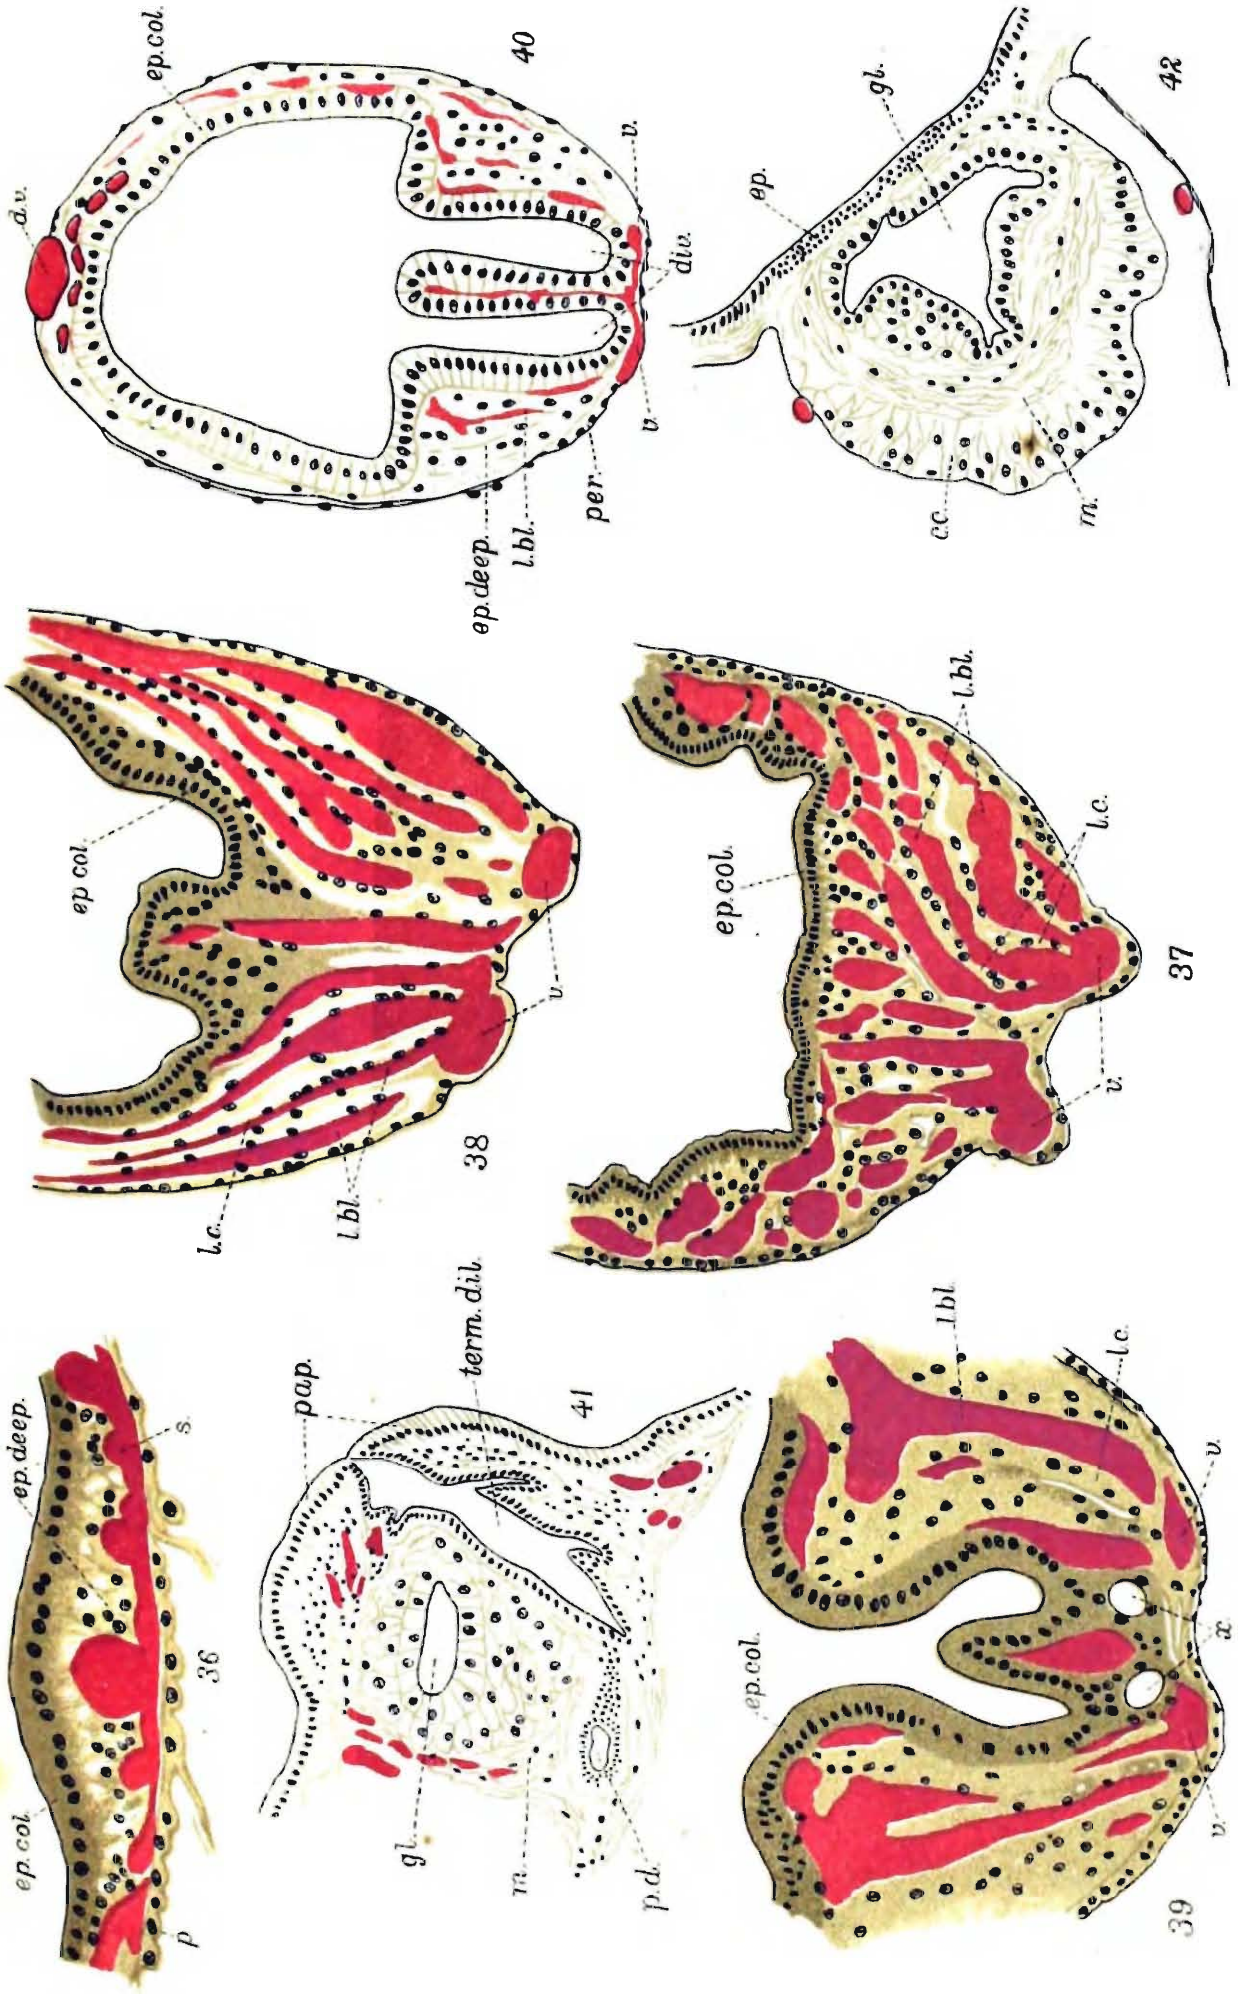 ep. col.
ep. deep.
s.
p
36
ep col.
l.c.
l.bl.
v.
38
d.v.
ep.col.
40
v.
div.
v.
per.
l.bl.
ep.deep.
pap.
term.dil.
41
gl.
m.
p.d.
ep.col.
l.bl.
l.c.
v.
37
ep.
gl.
42
c.c.
m.
ep.col.
l.bl.
l.c.
v.
x.
v.
39